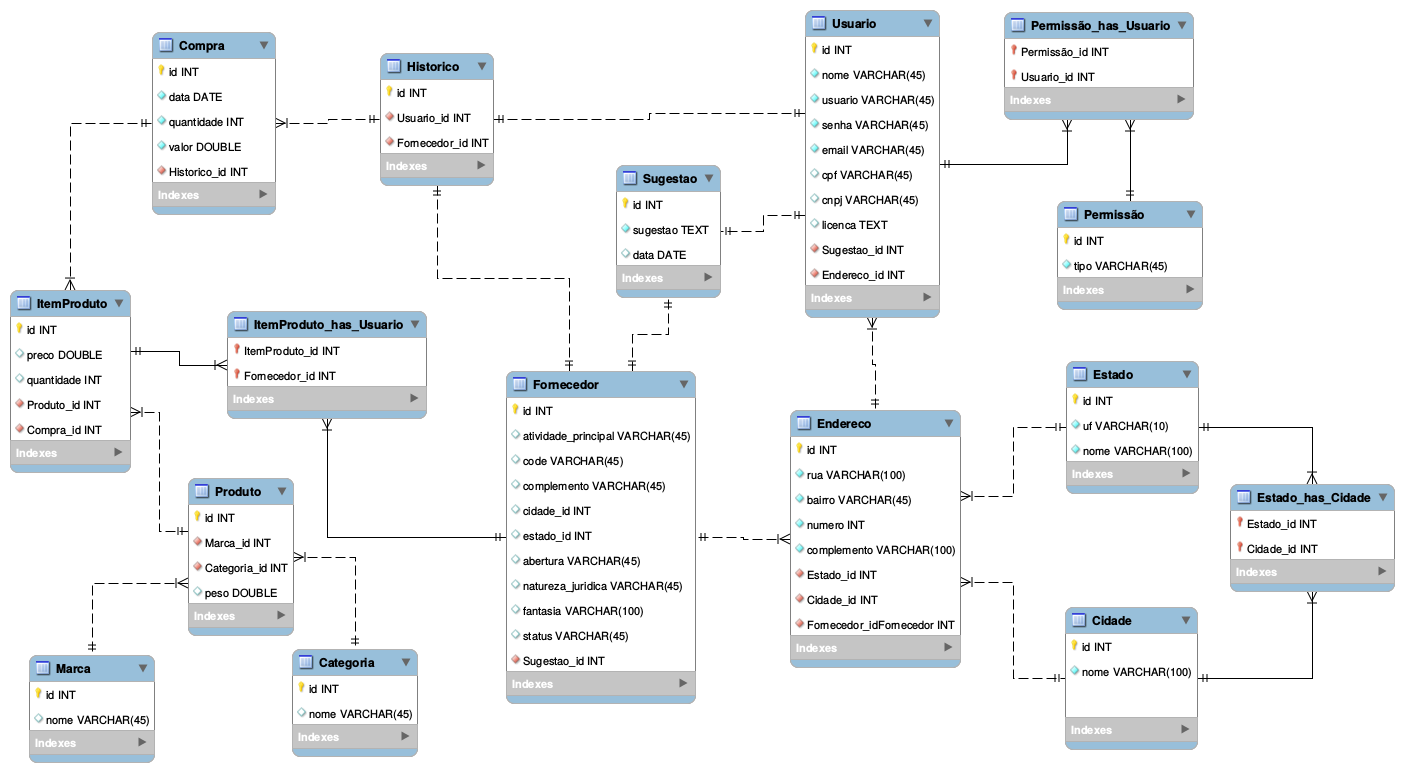 Compra
id INT
data DATE
quantidade INT
valor DOUBLE
Historico_id INT
Indexes
Historico
id INT
Usuario_id INT
Fornecedor_id INT
Indexes
Usuario
id INT
nome VARCHAR(45)
usuario VARCHAR(45)
senha VARCHAR(45)
email VARCHAR(45)
cpf VARCHAR(45)
cnpj VARCHAR(45)
licenca TEXT
Sugestao_id INT
Endereco_id INT
Indexes
Permissão_has_Usuario
Permissão_id INT
Usuario_id INT
Indexes
Sugestao
id INT
sugestao TEXT
data DATE
Indexes
Permissão
id INT
tipo VARCHAR(45)
Indexes
ItemProduto
id INT
preco DOUBLE
quantidade INT
Produto_id INT
Compra_id INT
Indexes
ItemProduto_has_Usuario
ItemProduto_id INT
Fornecedor_id INT
Indexes
Fornecedor
id INT
atividade_principal VARCHAR(45)
code VARCHAR(45)
complemento VARCHAR(45)
cidade_id INT
estado_id INT
abertura VARCHAR(45)
natureza_juridica VARCHAR(45)
fantasia VARCHAR(100)
status VARCHAR(45)
Sugestao_id INT
Indexes
Endereco
id INT
rua VARCHAR(100)
bairro VARCHAR(45)
numero INT
complemento VARCHAR(100)
Estado_id INT
Cidade_id INT
Fornecedor_idFornecedor INT
Indexes
Estado
id INT
uf VARCHAR(10)
nome VARCHAR(100)
Indexes
Estado_has_Cidade
Estado_id INT
Cidade_id INT
Indexes
Produto
id INT
Marca_id INT
Categoria_id INT
peso DOUBLE
Indexes
Cidade
id INT
nome VARCHAR(100)
Indexes
Marca
id INT
nome VARCHAR(45)
Indexes
Categoria
id INT
nome VARCHAR(45)
Indexes